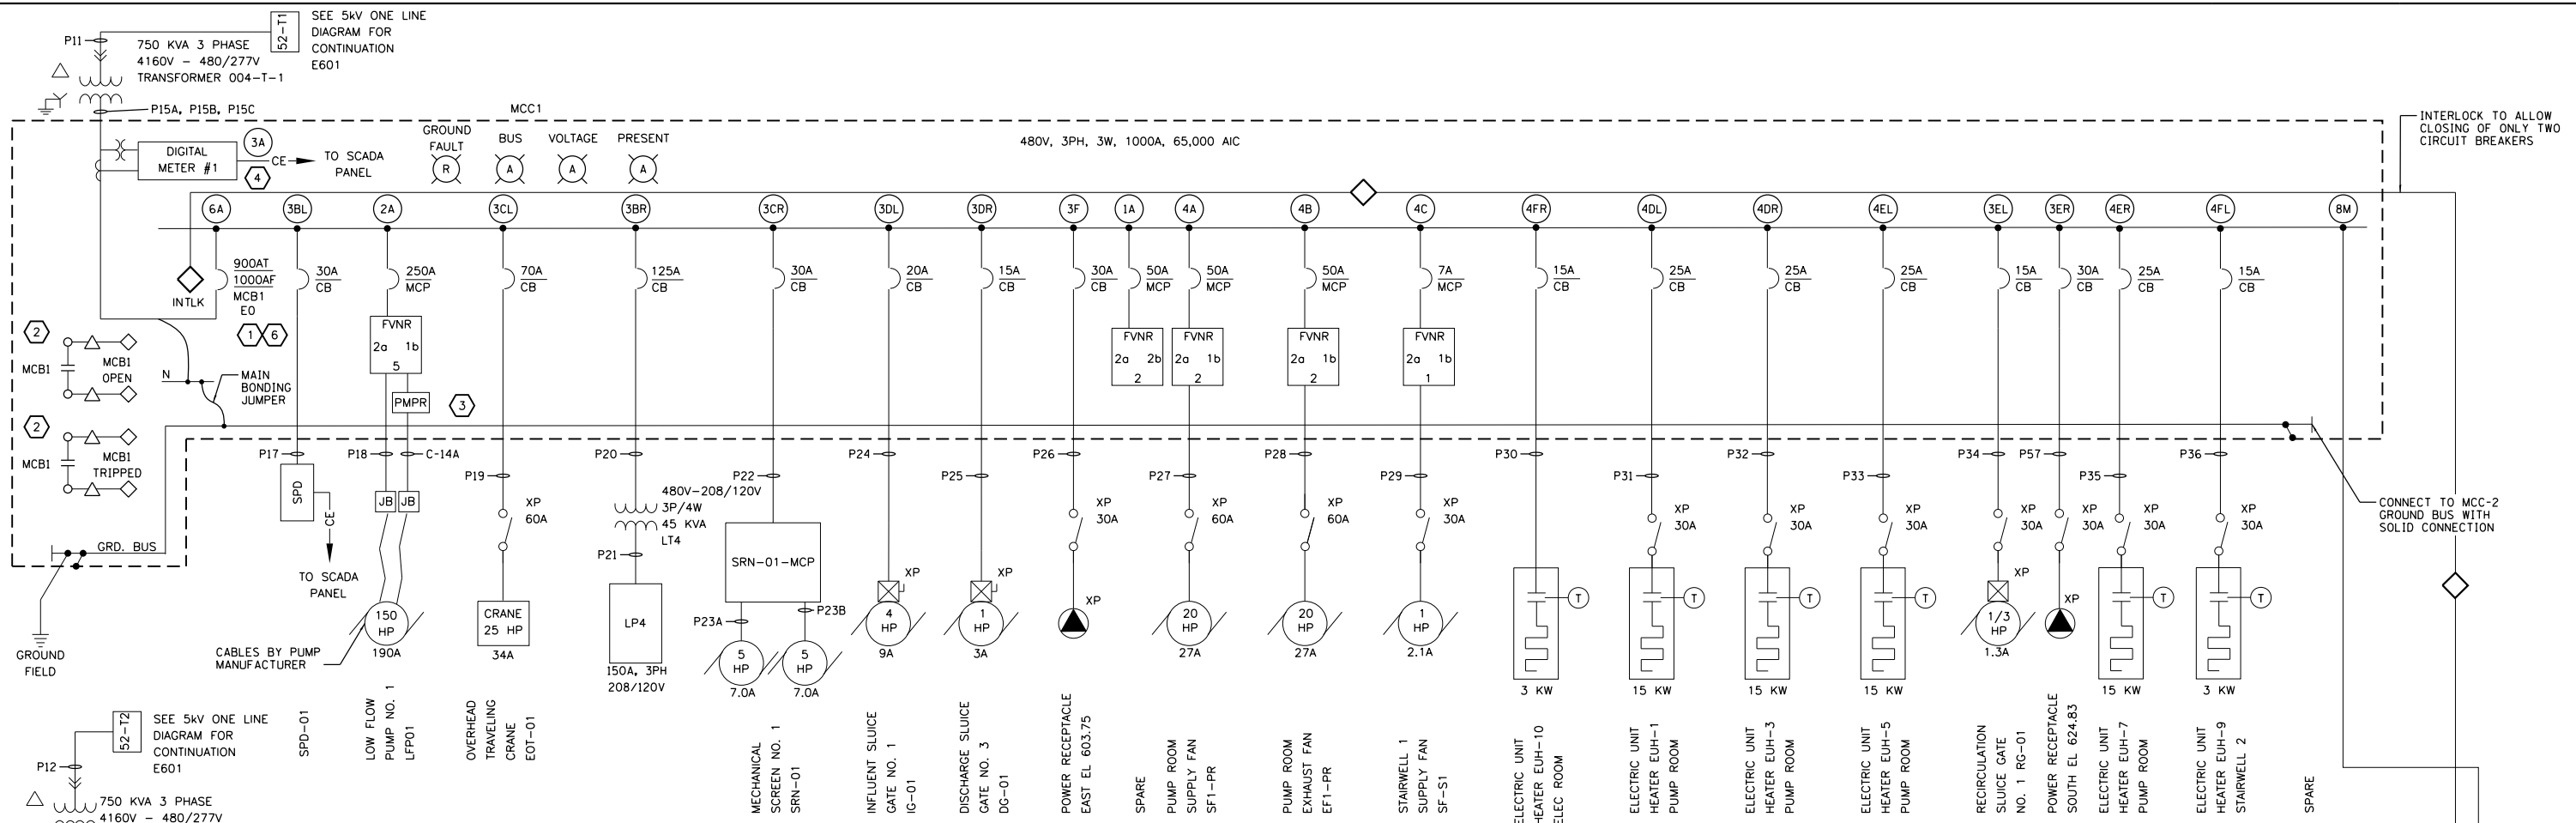 P11
52-T1
SEE 5kV ONE LINE
DIAGRAM FOR
CONTINUATION
E601
750 KVA 3 PHASE
4160V - 480/277V
TRANSFORMER 004-T-1
P15A, P15B, P15C
MCC1
INTERLOCK TO ALLOW
CLOSING OF ONLY TWO
CIRCUIT BREAKERS
DIGITAL
METER #1
3A
CE
4
TO SCADA
PANEL
GROUND
FAULT
R
BUS
A
VOLTAGE
A
PRESENT
A
480V, 3PH, 3W, 1000A, 65,000 AIC
6A
3BL
2A
3CL
3BR
3CR
3DL
3DR
3F
1A
4A
4B
4C
4FR
4DL
4DR
4EL
3EL
3ER
4ER
4FL
8M
INTLK
900AT
1000AF
MCB1
EO
1
6
30A
CB
250A
MCP
70A
CB
125A
MCP
30A
CB
20A
CB
15A
CB
30A
CB
50A
MCP
50A
MCP
50A
MCP
7A
MCP
15A
CB
25A
CB
25A
CB
25A
CB
15A
CB
30A
CB
25A
CB
15A
CB
2
MCB1
MCB1
OPEN
2
MCB1
MCB1
TRIPPED
N
MAIN
BONDING
JUMPER
FVNR
2a 1b
5
PMPR
3
FVNR
2a 2b
2
FVNR
2a 1b
2
FVNR
2a 1b
2
FVNR
2a 1b
1
P17
P18
C-14A
P19
P20
P22
P24
P25
P26
P27
P28
P29
P30
P31
P32
P33
P34
P57
P35
P36
SPD
CE
TO SCADA
PANEL
JB
JB
XP
60A
480V-208/120V
3P/4W
45 KVA
LT4
P21
LP4
150A, 3PH
208/120V
SRN-01-MCP
P23A
P23B
5
HP
7.0A
5
HP
7.0A
XP
4
HP
9A
XP
1
HP
3A
XP
30A
XP
XP
60A
20
HP
27A
XP
60A
20
HP
27A
XP
30A
1
HP
2.1A
T
3 KW
XP
30A
T
15 KW
XP
30A
T
15 KW
XP
30A
T
15 KW
XP
30A
XP
1/3
HP
1.3A
XP
30A
XP
XP
30A
T
15 KW
XP
30A
T
3 KW
CONNECT TO MCC-2
GROUND BUS WITH
SOLID CONNECTION
GRD. BUS
GROUND
FIELD
CABLES BY PUMP
MANUFACTURER
150
HP
190A
CRANE
25 HP
34A
SPD-01
LOW FLOW
PUMP NO. 1
LFP01
OVERHEAD
TRAVELING
CRANE
EOT-01
MECHANICAL
SCREEN NO. 1
SRN-01
INFLUENT SLUICE
GATE NO. 1
IG-01
DISCHARGE SLUICE
GATE NO. 3
DG-01
POWER RECEPTACLE
EAST EL 603.75
SPARE
PUMP ROOM
SUPPLY FAN
SF1-PR
PUMP ROOM
EXHAUST FAN
EF1-PR
STAIRWELL 1
SUPPLY FAN
SF-S1
ELECTRIC UNIT
HEATER EUH-10
ELEC ROOM
ELECTRIC UNIT
HEATER EUH-1
PUMP ROOM
ELECTRIC UNIT
HEATER EUH-3
PUMP ROOM
ELECTRIC UNIT
HEATER EUH-5
PUMP ROOM
RECIRCULATION
SLUICE GATE
NO. 1 RG-01
POWER RECEPTACLE
SOUTH EL 624.83
ELECTRIC UNIT
HEATER EUH-7
PUMP ROOM
ELECTRIC UNIT
HEATER EUH-9
STAIRWELL 2
SPARE
52-T2
SEE 5kV ONE LINE
DIAGRAM FOR
CONTINUATION
E601
P12
750 KVA 3 PHASE
4160V - 480/277V